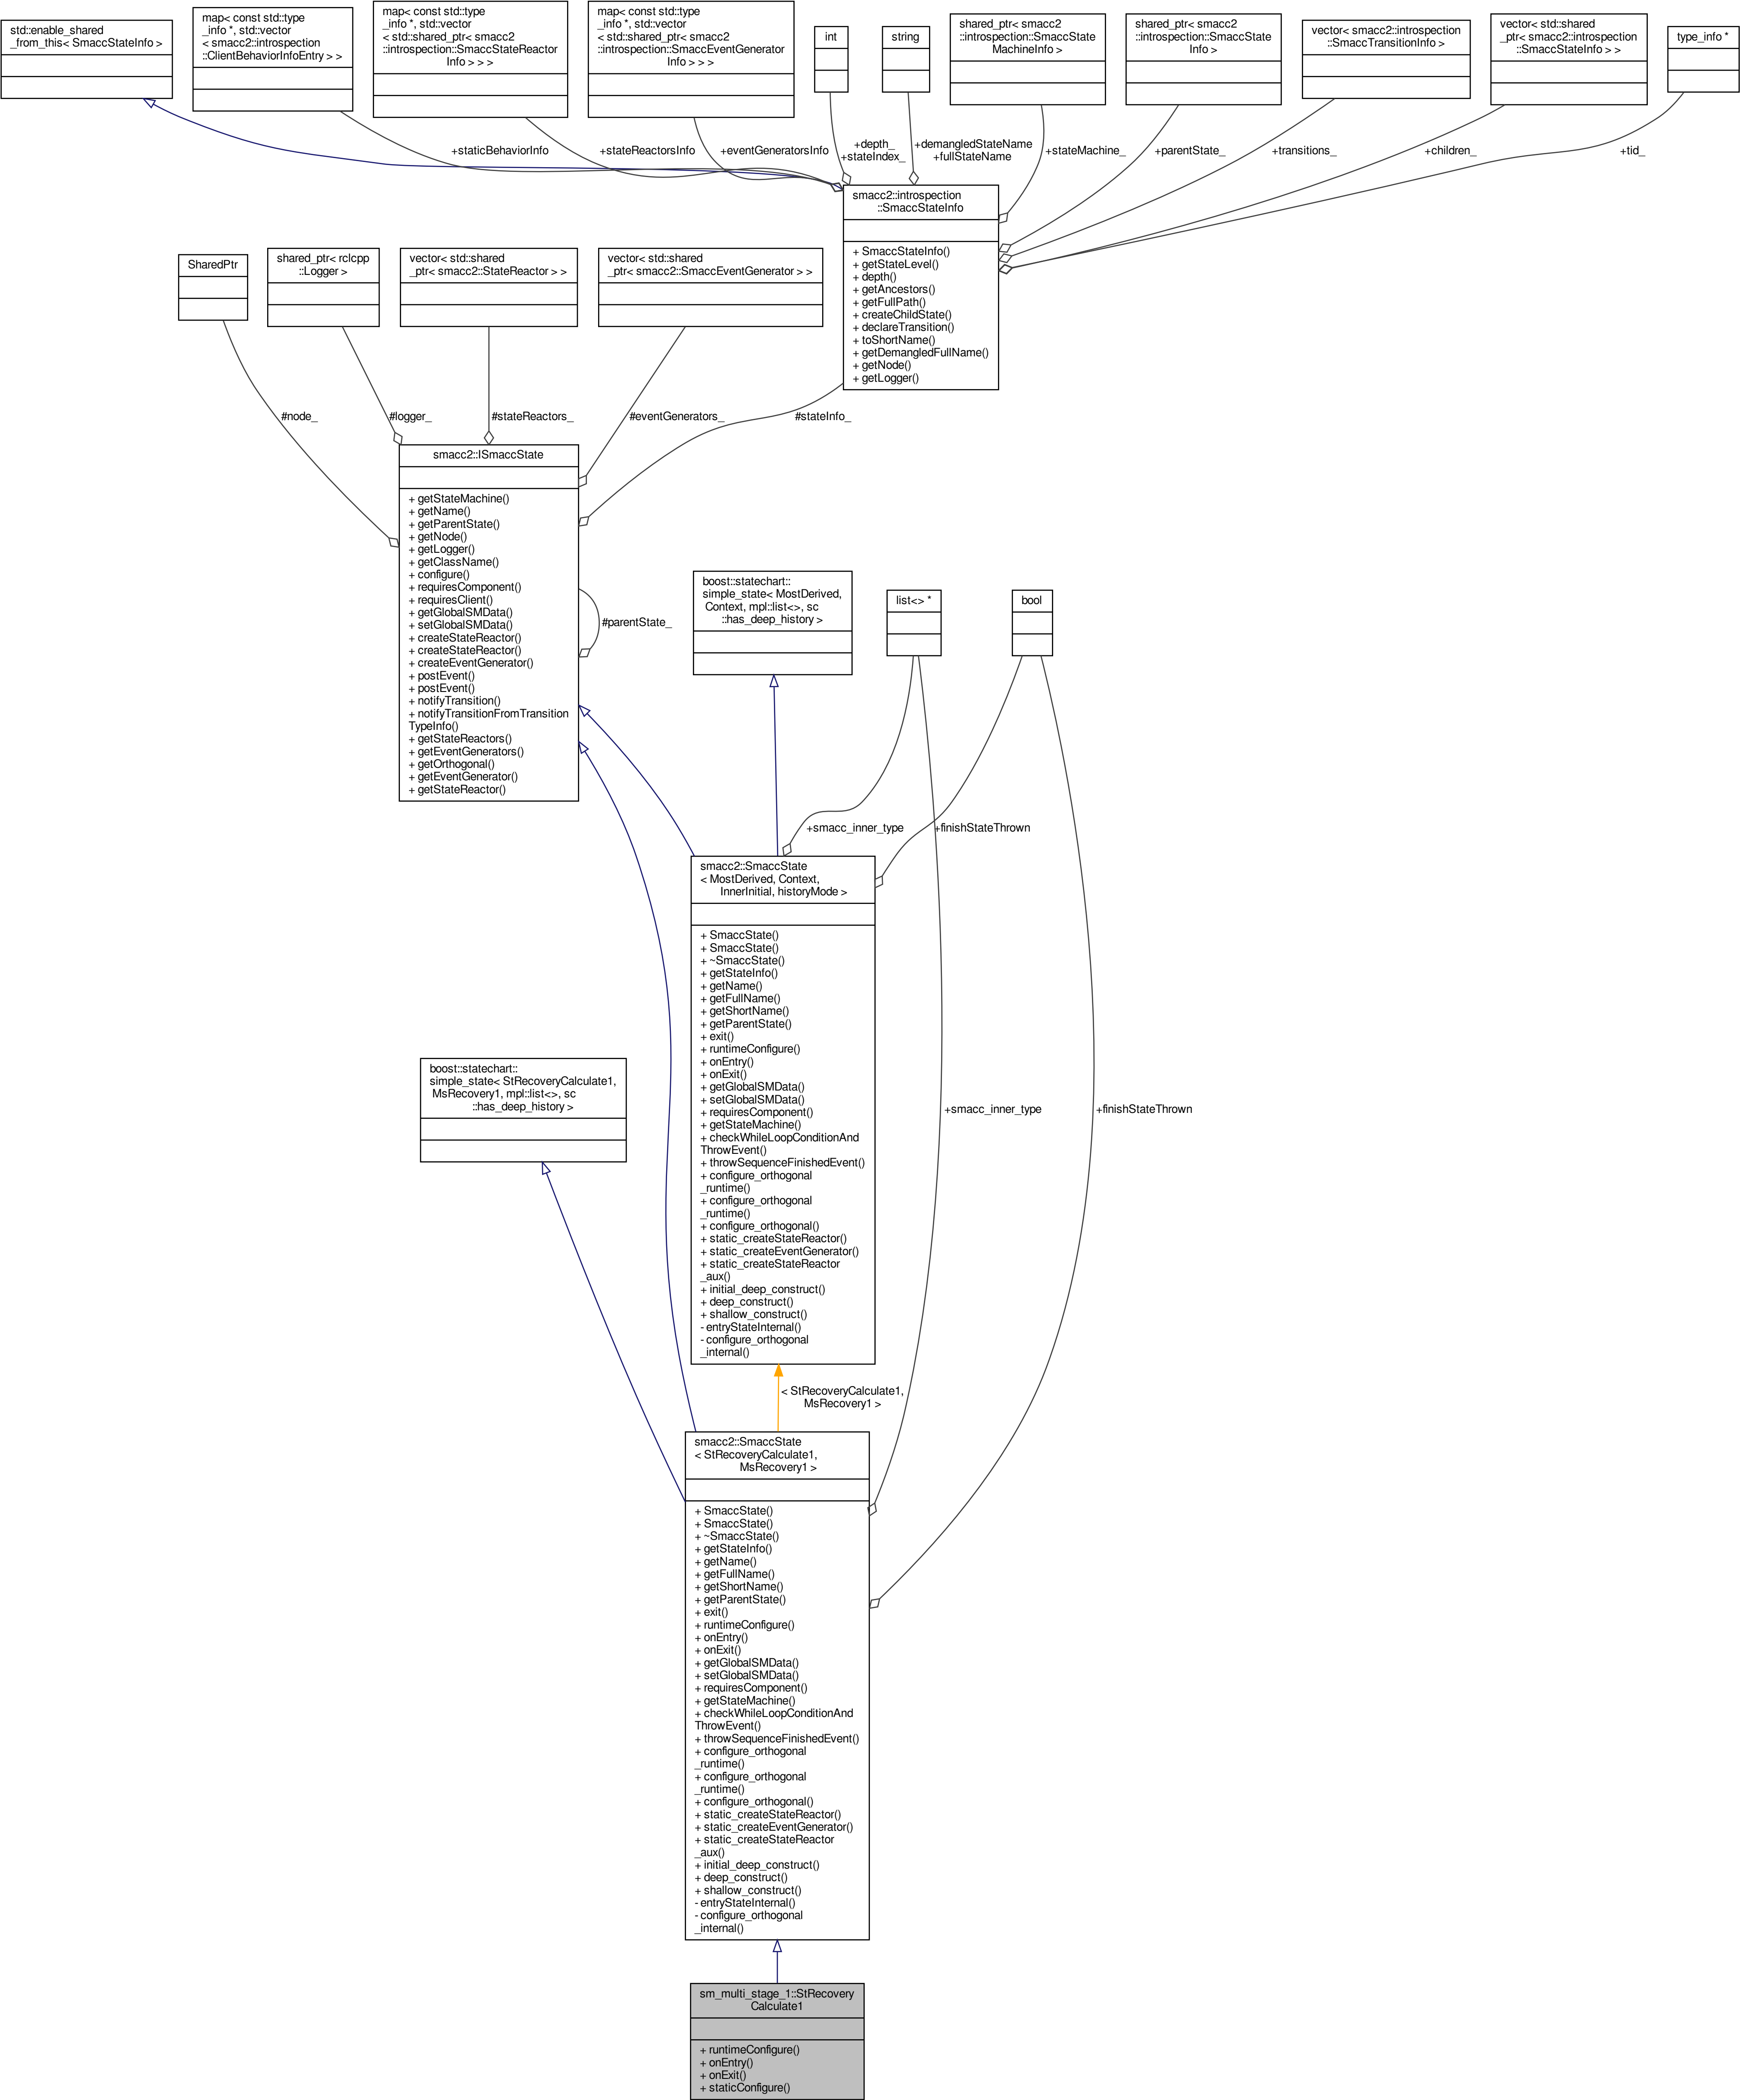 std::enable_shared
_from_this< SmaccStateInfo >
map< const std::type
_info *, std::vector
< smacc2::introspection
::ClientBehaviorInfoEntry > >
map< const std::type
_info *, std::vector
< std::shared_ptr< smacc2
::introspection::SmaccStateReactor
Info > > >
map< const std::type
_info *, std::vector
< std::shared_ptr< smacc2
::introspection::SmaccEventGenerator
Info > > >
int
string
shared_ptr< smacc2
::introspection::SmaccState
MachineInfo >
shared_ptr< smacc2
::introspection::SmaccState
Info >
vector< smacc2::introspection
::SmaccTransitionInfo >
vector< std::shared
_ptr< smacc2::introspection
::SmaccStateInfo > >
type_info *
+staticBehaviorInfo
+stateReactorsInfo
+eventGeneratorsInfo
+depth_
+stateIndex_
+demangledStateName
+fullStateName
+stateMachine_
+parentState_
+transitions_
+children_
+tid_
smacc2::introspection
::SmaccStateInfo
+ SmaccStateInfo()
+ getStateLevel()
+ depth()
+ getAncestors()
+ getFullPath()
+ createChildState()
+ declareTransition()
+ toShortName()
+ getDemangledFullName()
+ getNode()
+ getLogger()
SharedPtr
shared_ptr< rclcpp
::Logger >
vector< std::shared
_ptr< smacc2::StateReactor > >
vector< std::shared
_ptr< smacc2::SmaccEventGenerator > >
#node_
#logger_
#stateReactors_
#eventGenerators_
#stateInfo_
smacc2::ISmaccState
+ getStateMachine()
+ getName()
+ getParentState()
+ getNode()
+ getLogger()
+ getClassName()
+ configure()
+ requiresComponent()
+ requiresClient()
+ getGlobalSMData()
+ setGlobalSMData()
+ createStateReactor()
+ createStateReactor()
+ createEventGenerator()
+ postEvent()
+ postEvent()
+ notifyTransition()
+ notifyTransitionFromTransition
TypeInfo()
+ getStateReactors()
+ getEventGenerators()
+ getOrthogonal()
+ getEventGenerator()
+ getStateReactor()
#parentState_
boost::statechart::
simple_state< MostDerived,
Context, mpl::list<>, sc
::has_deep_history >
list<> *
bool
+smacc_inner_type
+finishStateThrown
smacc2::SmaccState
< MostDerived, Context,
InnerInitial, historyMode >
+ SmaccState()
+ SmaccState()
+ ~SmaccState()
+ getStateInfo()
+ getName()
+ getFullName()
+ getShortName()
+ getParentState()
+ exit()
+ runtimeConfigure()
+ onEntry()
+ onExit()
+ getGlobalSMData()
+ setGlobalSMData()
+ requiresComponent()
+ getStateMachine()
+ checkWhileLoopConditionAnd
ThrowEvent()
+ throwSequenceFinishedEvent()
+ configure_orthogonal
_runtime()
+ configure_orthogonal
_runtime()
+ configure_orthogonal()
+ static_createStateReactor()
+ static_createEventGenerator()
+ static_createStateReactor
_aux()
+ initial_deep_construct()
+ deep_construct()
+ shallow_construct()
- entryStateInternal()
- configure_orthogonal
_internal()
boost::statechart::
simple_state< StRecoveryCalculate1,
MsRecovery1, mpl::list<>, sc
::has_deep_history >
+smacc_inner_type
+finishStateThrown
< StRecoveryCalculate1,
MsRecovery1 >
smacc2::SmaccState
< StRecoveryCalculate1,
MsRecovery1 >
+ SmaccState()
+ SmaccState()
+ ~SmaccState()
+ getStateInfo()
+ getName()
+ getFullName()
+ getShortName()
+ getParentState()
+ exit()
+ runtimeConfigure()
+ onEntry()
+ onExit()
+ getGlobalSMData()
+ setGlobalSMData()
+ requiresComponent()
+ getStateMachine()
+ checkWhileLoopConditionAnd
ThrowEvent()
+ throwSequenceFinishedEvent()
+ configure_orthogonal
_runtime()
+ configure_orthogonal
_runtime()
+ configure_orthogonal()
+ static_createStateReactor()
+ static_createEventGenerator()
+ static_createStateReactor
_aux()
+ initial_deep_construct()
+ deep_construct()
+ shallow_construct()
- entryStateInternal()
- configure_orthogonal
_internal()
sm_multi_stage_1::StRecovery
Calculate1
+ runtimeConfigure()
+ onEntry()
+ onExit()
+ staticConfigure()